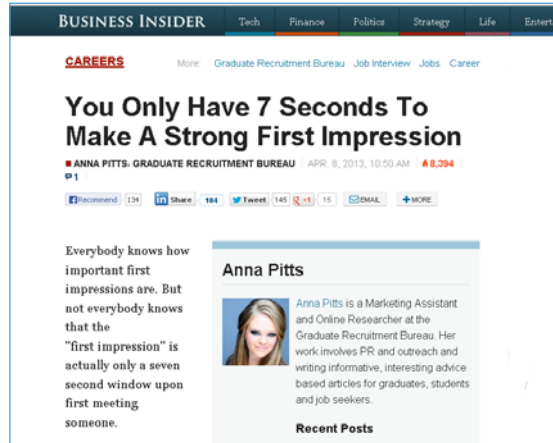 BUSINESS INSIDER Tech Finance Politics Strategy Life Entert
CAREERS More: Graduate Recruitment Bureau Job Interview Jobs Career
You Only Have 7 Seconds To
Make A Strong First Impression
ANNA PITTS, GRADUATE RECRUITMENT BUREAU APR. 8, 2013, 10:50 AM 8,394
1
Recommend 134 in Share 184 Tweet 145 +1 15 EMAIL +MORE
Everybody knows how
important first
impressions are. But
not everybody knows
that the
"first impression" is
actually only a seven
second window upon
first meeting
someone.
Anna Pitts
Anna Pitts is a Marketing Assistant
and Online Researcher at the
Graduate Recruitment Bureau. Her
work involves PR and outreach and
writing informative, interesting advice
based articles for graduates, students
and job seekers.
Recent Posts